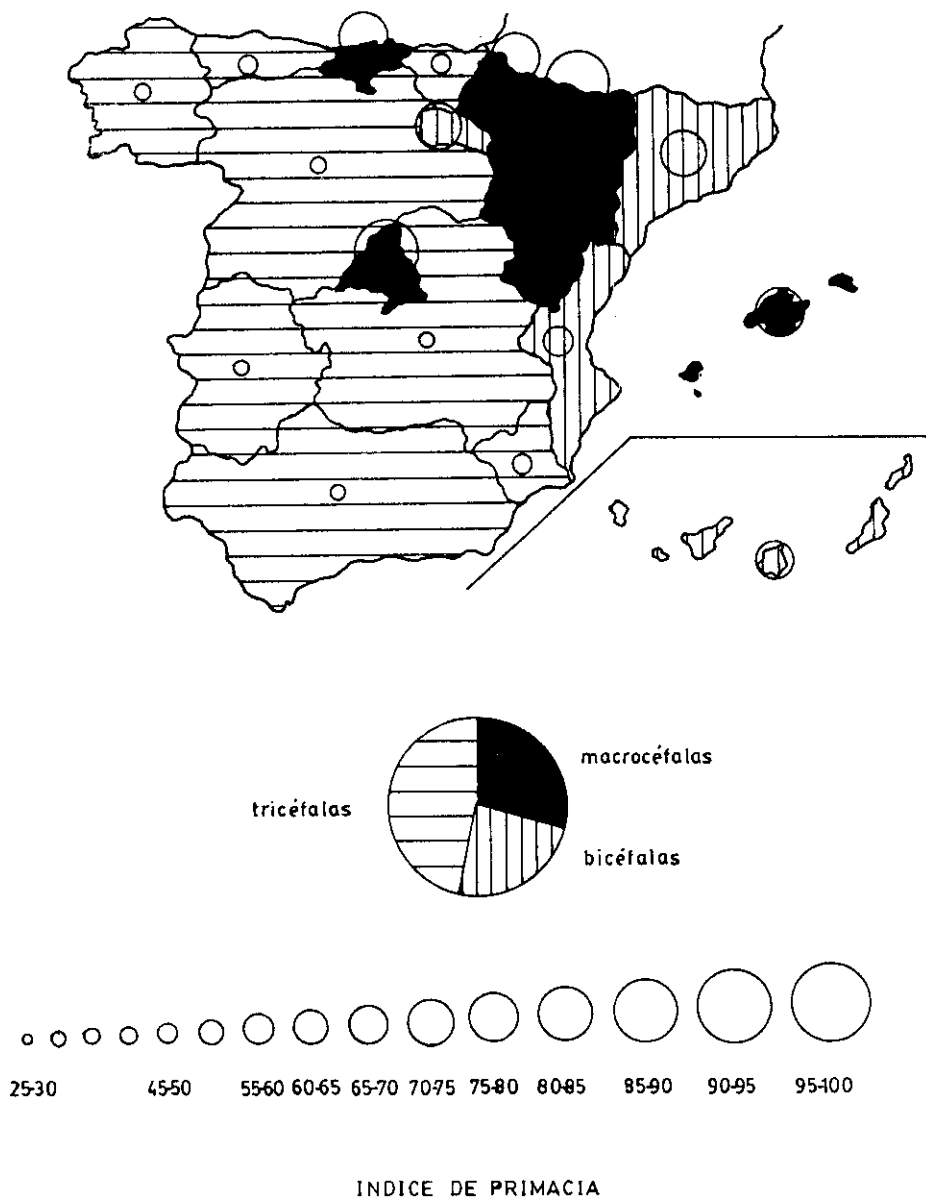 macrocéfalas
tricéfalas
bicéfalas
25-30 45-50 55-60 60-65 65-70 70-75 75-80 80-85 85-90 90-95 95-100
INDICE DE PRIMACIA